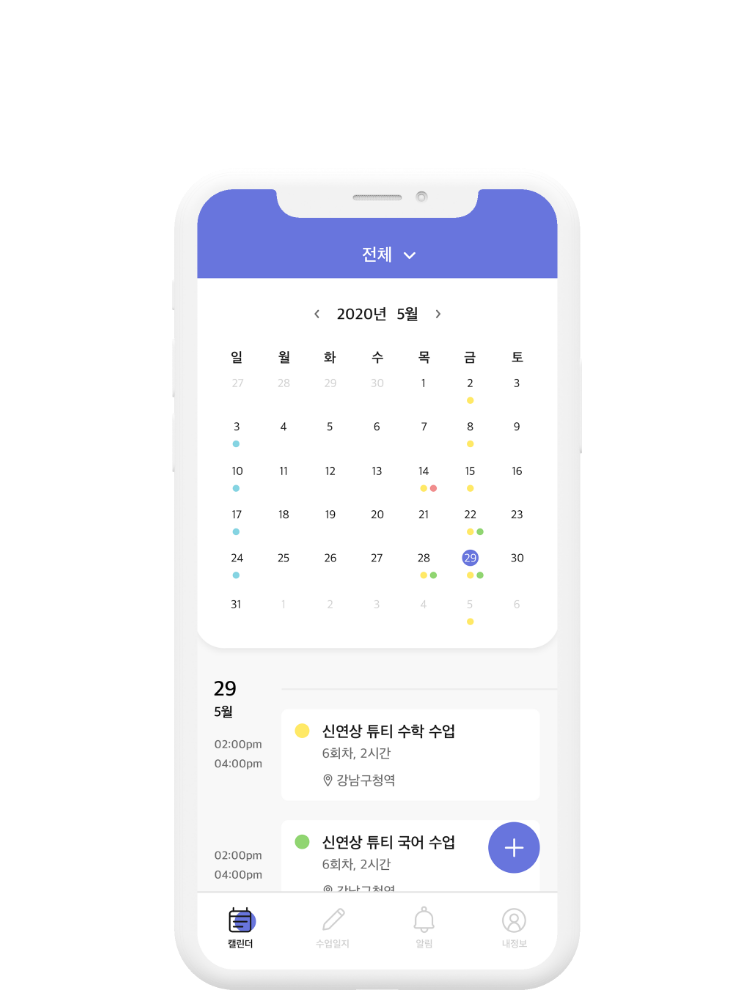 전체
2020년 5월
일 월 화 수 목 금 토
27 28 29 30 1 2 3
3 4 5 6 7 8 9
10 11 12 13 14 15 16
17 18 19 20 21 22 23
24 25 26 27 28 29 30
31 1 2 3 4 5 6
29
5월
02:00pm
04:00pm
신연상 튜티 수학 수업
6회차, 2시간
강남구청역
02:00pm
04:00pm
신연상 튜티 국어 수업
6회차, 2시간
강남구청역
캘린더 수업일지 알림 내정보